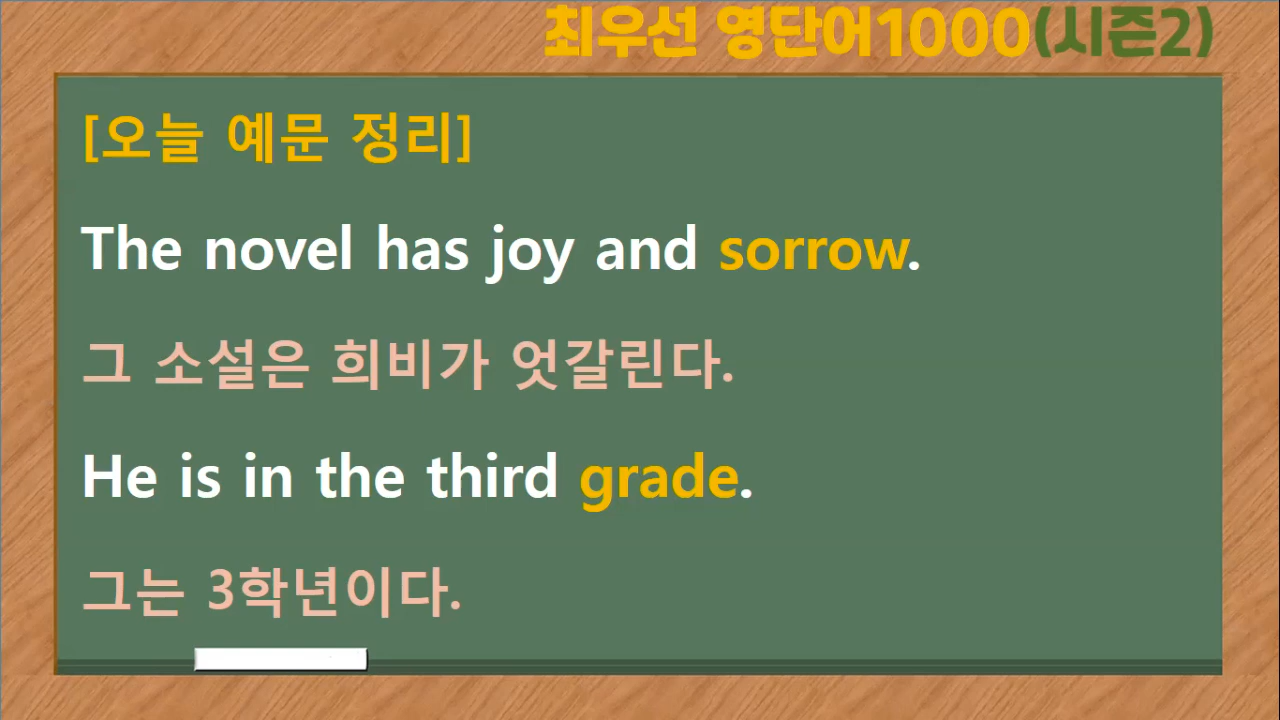 최우선 영단어1000(시즌2)
[오늘 예문 정리]
The novel has joy and sorrow.
그 소설은 희비가 엇갈린다.
He is in the third grade.
그는 3학년이다.